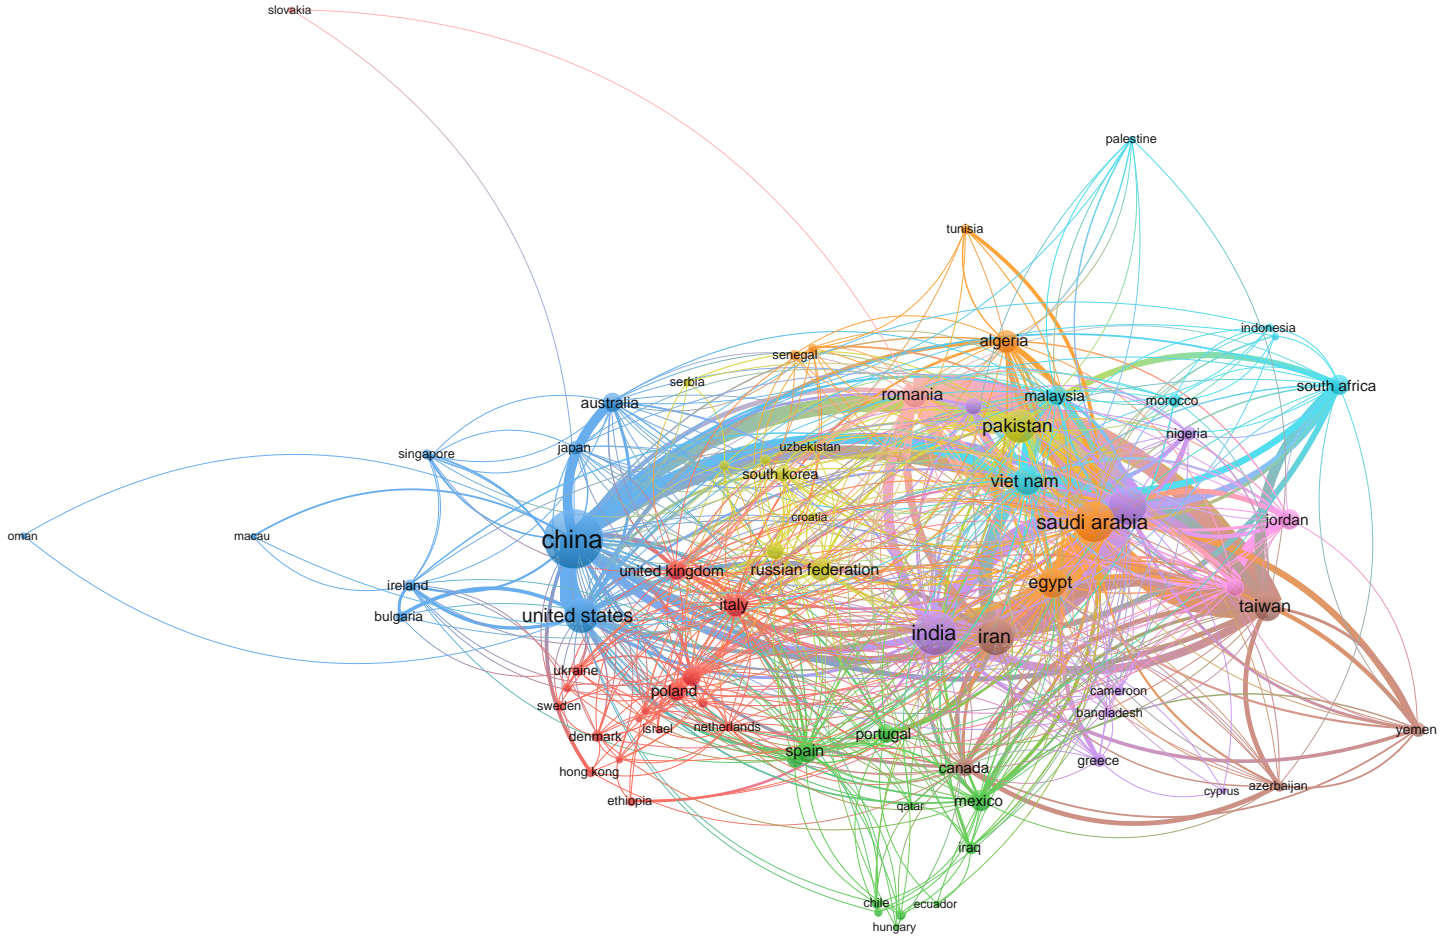 slovakia
palestine
tunisia
indonesia
algeria
senegal
serbia
south africa
romania
malaysia
morocco
australia
pakistan
nigeria
japan
uzbekistan
singapore
south korea
viet nam
croatia
jordan
saudi arabia
oman
macau
china
united kingdom
russian federation
ireland
egypt
italy
taiwan
bulgaria
united states
india
iran
ukraine
poland
cameroon
sweden
bangladesh
israel
netherlands
yemen
denmark
portugal
spain
greece
hong kong
canada
azerbaijan
cyprus
ethiopia
qatar
mexico
iraq
chile
ecuador
hungary